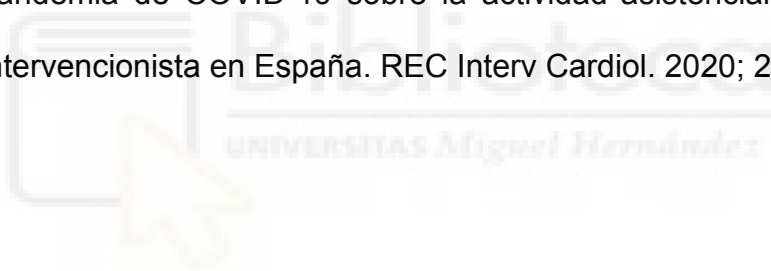 andemia de COVID-19 sobre la actividad asistencial
Biblioteca
ntervencionista en España. REC Interv Cardiol. 2020; 2
UNIVERSITAS Miguel Hernández